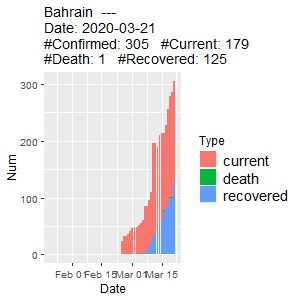 Bahrain  ---
Date: 2020-03-21
#Confirmed: 305   #Current: 179
#Death: 1   #Recovered: 125
300
200
100
0
Num
Feb 01
Feb 15
Mar 01
Mar 15
Date
Type
current
death
recovered